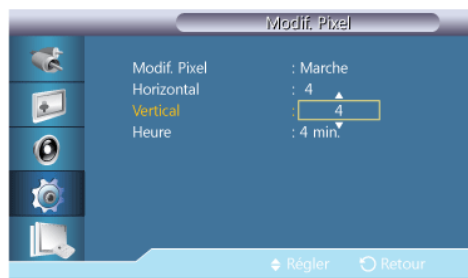 Modif. Pixel
Modif. Pixel : Marche
Horizontal : 4
Vertical : 4
Heure : 4 min.
Régler Retour